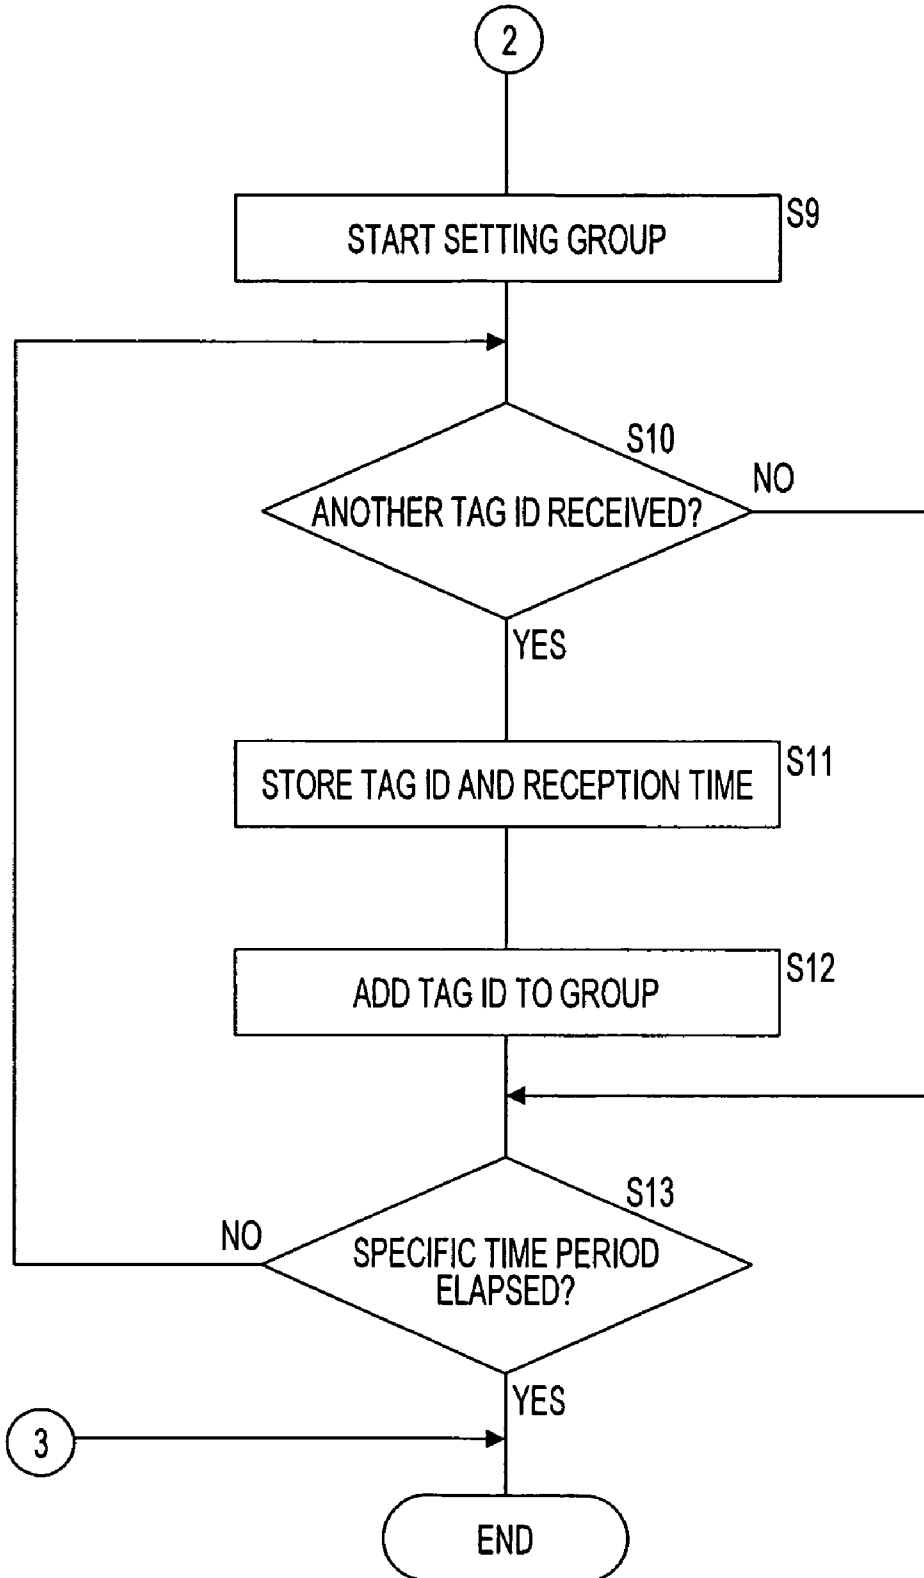 2
START SETTING GROUP
S9
S10
ANOTHER TAG ID RECEIVED?
NO
YES
STORE TAG ID AND RECEPTION TIME
S11
ADD TAG ID TO GROUP
S12
S13
NO
SPECIFIC TIME PERIOD
ELAPSED?
YES
3
END